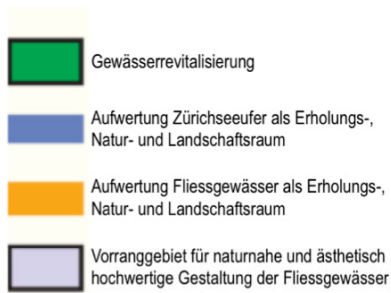 Gewässerrevitalisierung
Aufwertung Zürichseeufer als Erholungs-,
Natur- und Landschaftsraum
Aufwertung Fliessgewässer als Erholungs-,
Natur- und Landschaftsraum
Vorranggebiet für naturnahe und ästhetisch
hochwertige Gestaltung der Fliessgewässer